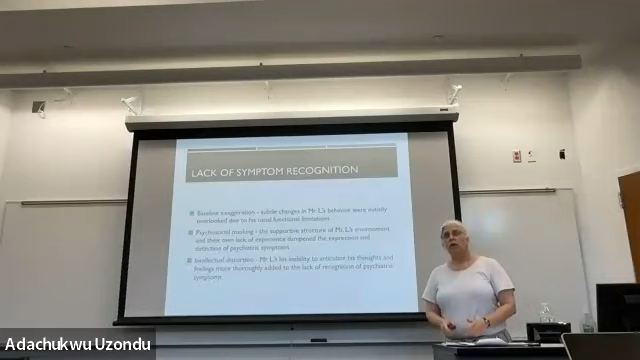 LACK OF SYMPTOM RECOGNITION
Baseline exaggeration - subtle changes in Mr. L's behavior were initially
overlooked due to his usual functional limitations
Psychosocial masking - the supportive structure of Mr. L's environment
and their own lack of experience dampened the expression and
detection of psychiatric symptoms
Intellectual distortion - Mr. L's his inability to articulate his thoughts and
feelings more thoroughly added to the lack of recognition of psychiatric
symptoms
Adachukwu Uzondu